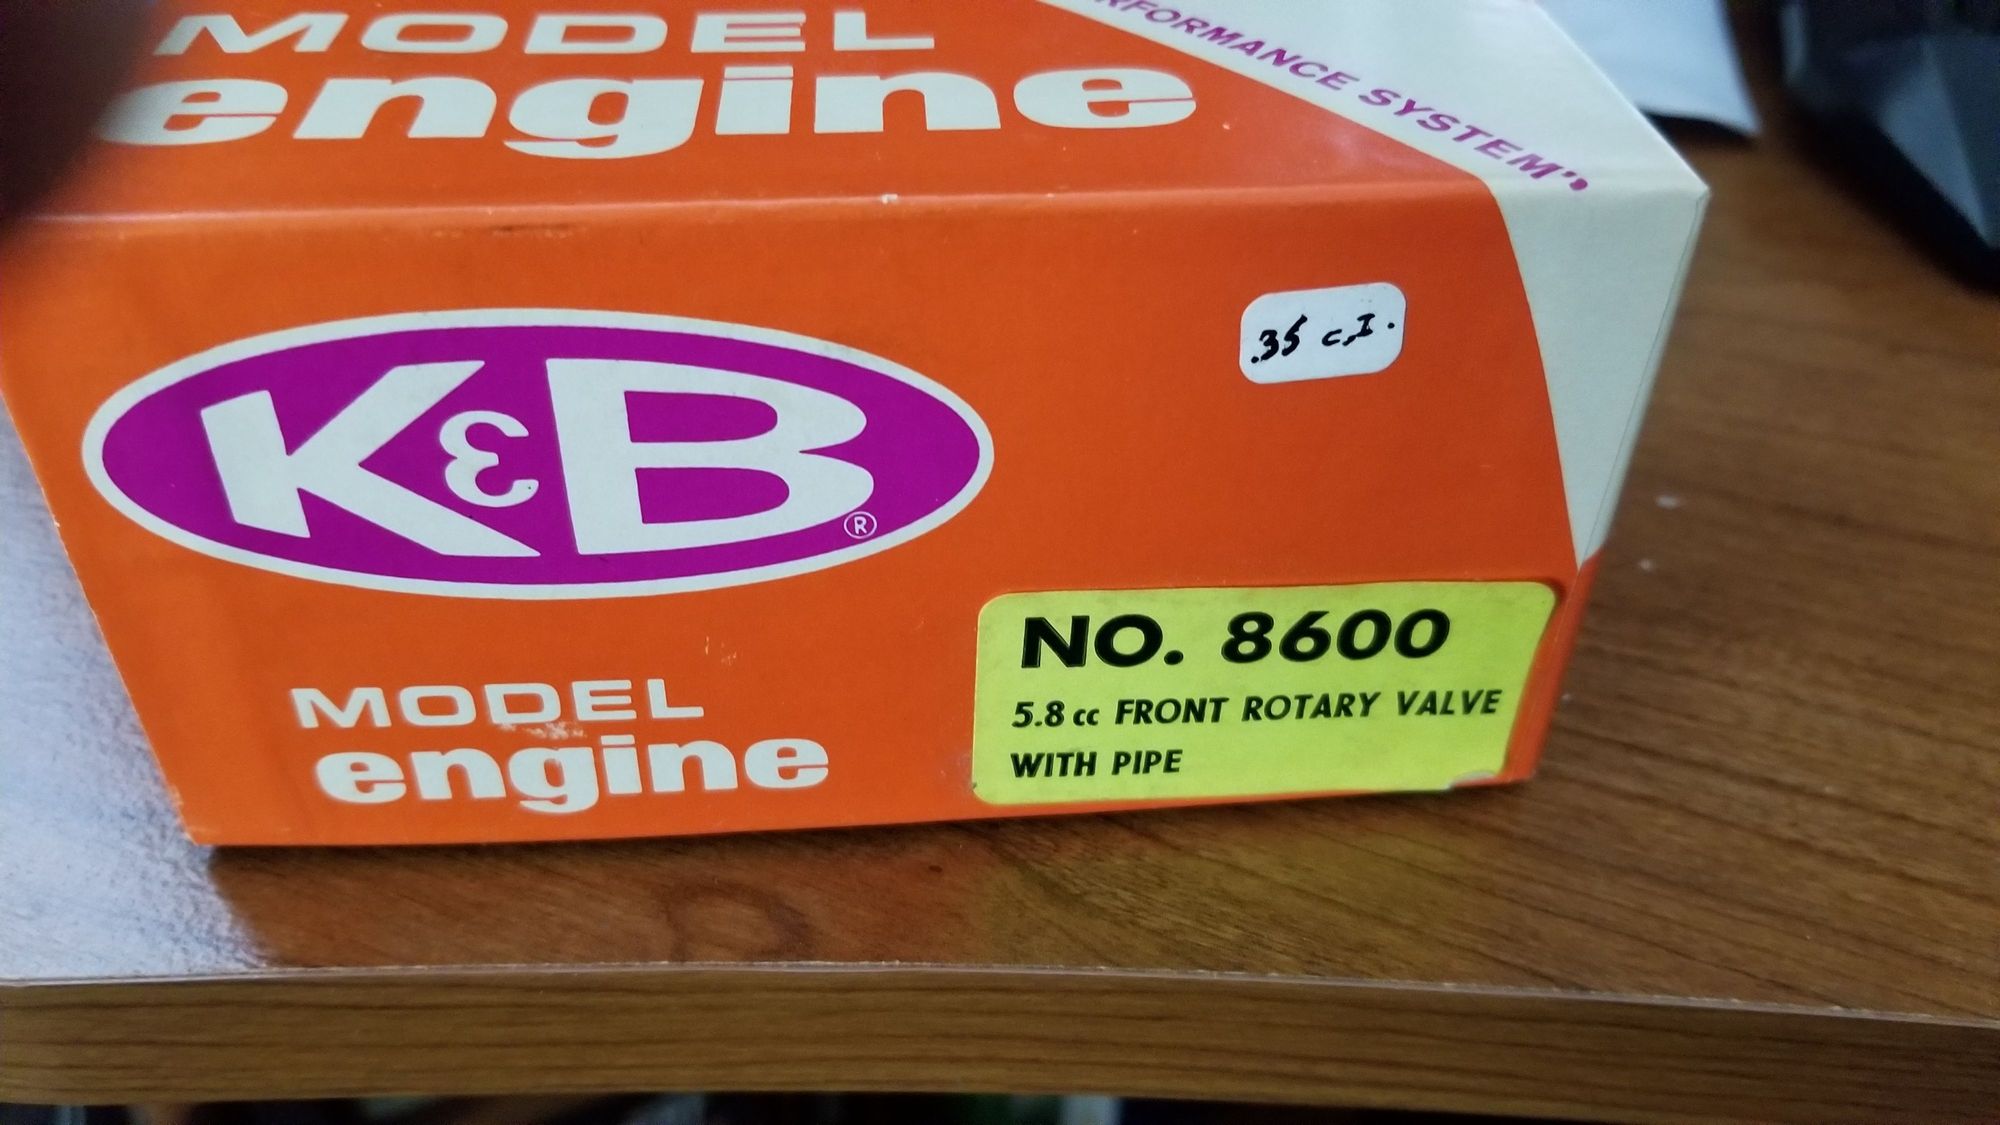 MODEL
engine
RFORMANCE SYSTEM"
.35 C.I.
K&B®
NO. 8600
5.8 cc FRONT ROTARY VALVE
WITH PIPE
MODEL
engine